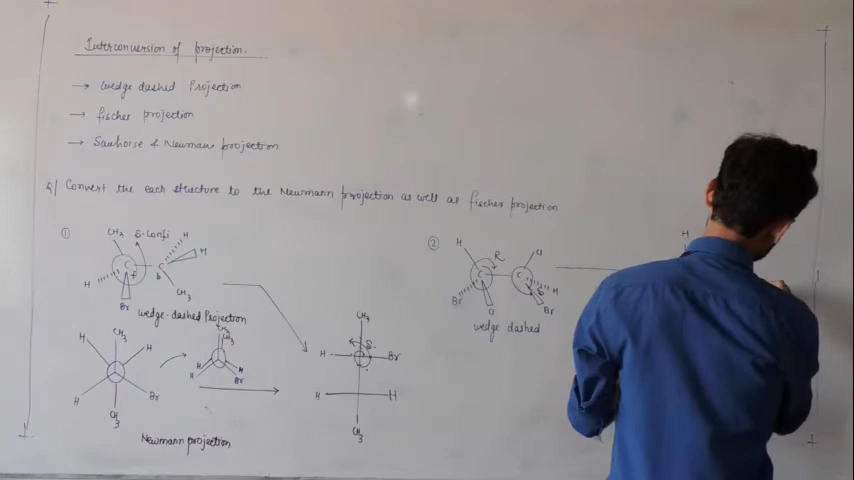 Interconversion of projection.
→ Wedge dashed Projection
→ fischer projection
→ Sawhorse & Newman projection
Q/ Convert the each structure to the Newmann projection as well as fischer projection
①
CH₃ S-Confi H
H
C C
f b
H
Br
CH₃
wedge-dashed Projection
CH₃
H H
H Br
CH₃
CH₃
CH₃
H H
H Br
Newmann projection
CH₃
S
H Br
H H
CH₃
②
H Cl
R
C C
H
Br Cl S Br
wedge dashed
H